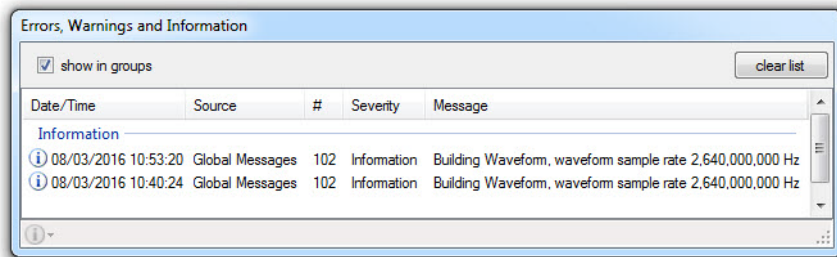 Errors, Warnings and Information
show in groups clear list
Date/Time Source # Severity Message
Information
08/03/2016 10:53:20 Global Messages 102 Information Building Waveform, waveform sample rate 2,640,000,000 Hz
08/03/2016 10:40:24 Global Messages 102 Information Building Waveform, waveform sample rate 2,640,000,000 Hz